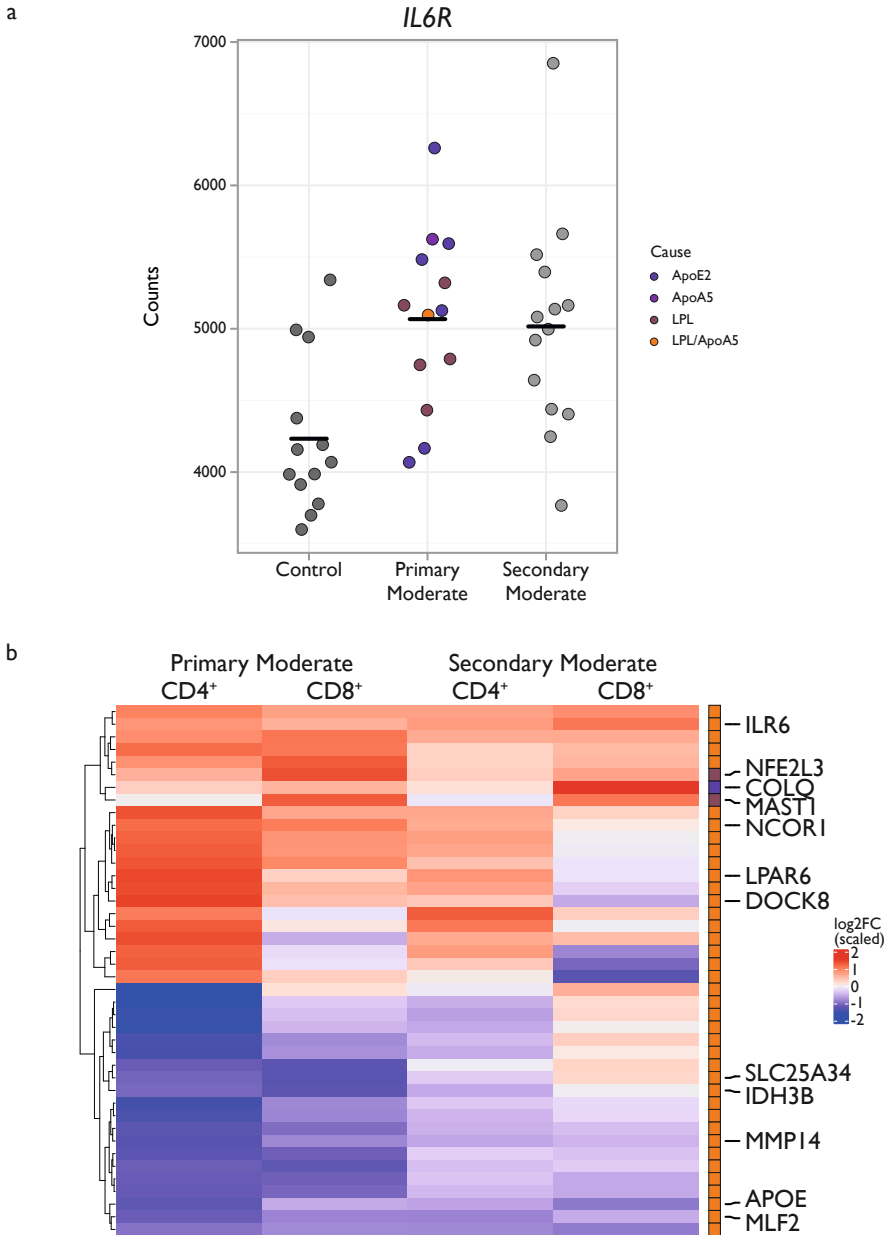 a
IL6R
7000
6000
5000
4000
Counts
Control
Primary
Moderate
Secondary
Moderate
Cause
ApoE2
ApoA5
LPL
LPL/ApoA5
b
Primary Moderate
Secondary Moderate
CD4+
CD8+
CD4+
CD8+
ILR6
NFE2L3
COLQ
MAST1
NCOR1
LPAR6
DOCK8
SLC25A34
IDH3B
MMP14
APOE
MLF2
log2FC
(scaled)
2
1
0
-1
-2